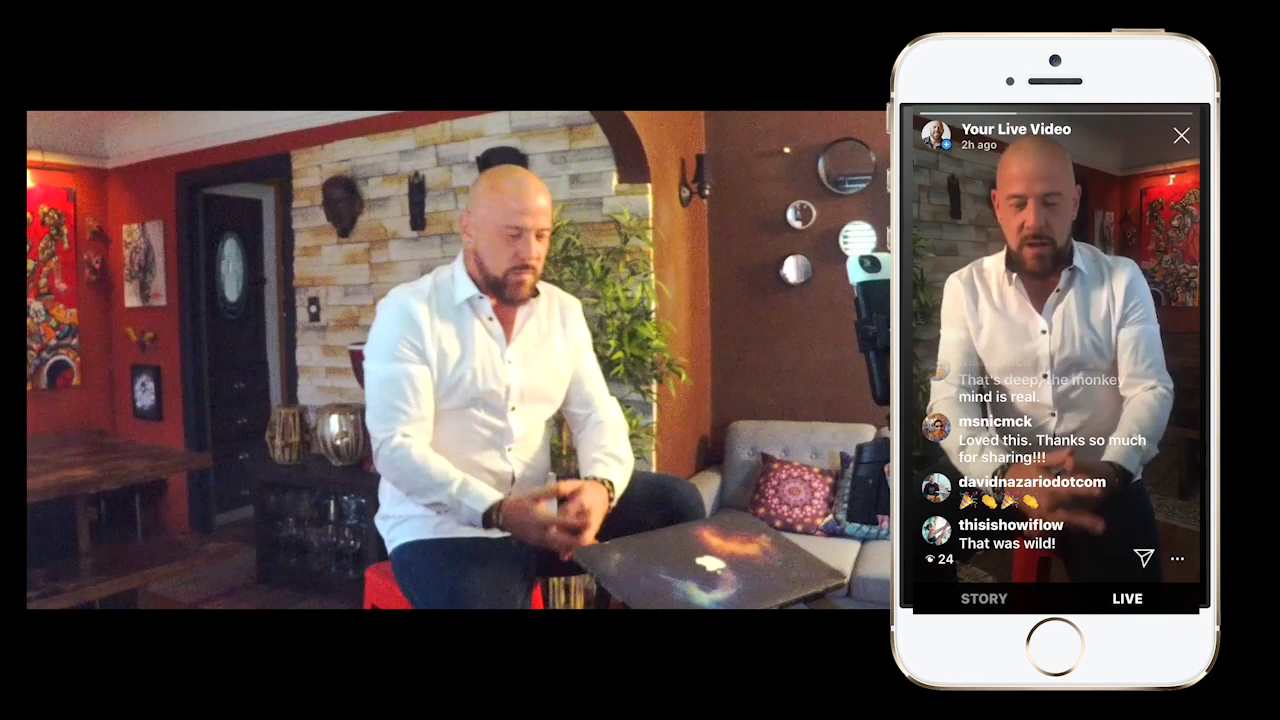 Your Live Video
2h ago
That's deep, the monkey
mind is real.
msnicmck
Loved this. Thanks so much
for sharing!!!
davidnazariodotcom
🎉👏🎉👏
thisishowiflow
That was wild!
24
STORY
LIVE